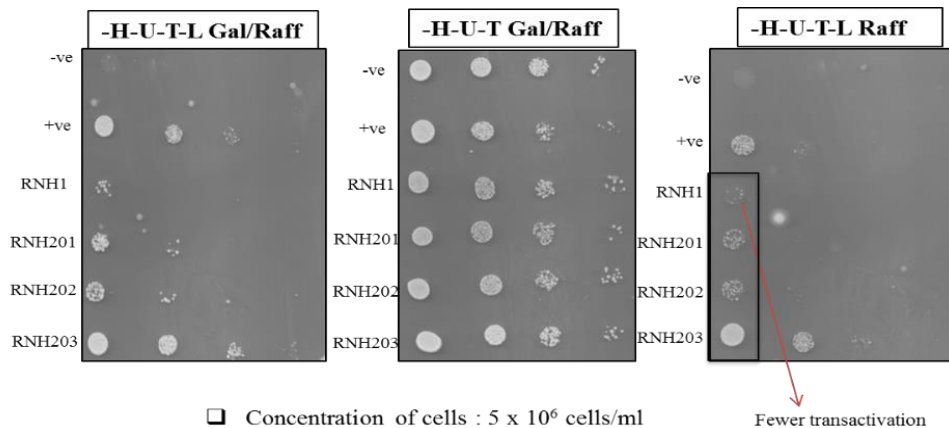 -H-U-T-L Gal/Raff
-ve
+ve
RNH1
RNH201
RNH202
RNH203
-H-U-T Gal/Raff
-ve
+ve
RNH1
RNH201
RNH202
RNH203
-H-U-T-L Raff
-ve
+ve
RNH1
RNH201
RNH202
RNH203
❑ Concentration of cells : 5 x 10⁶ cells/ml
Fewer transactivation